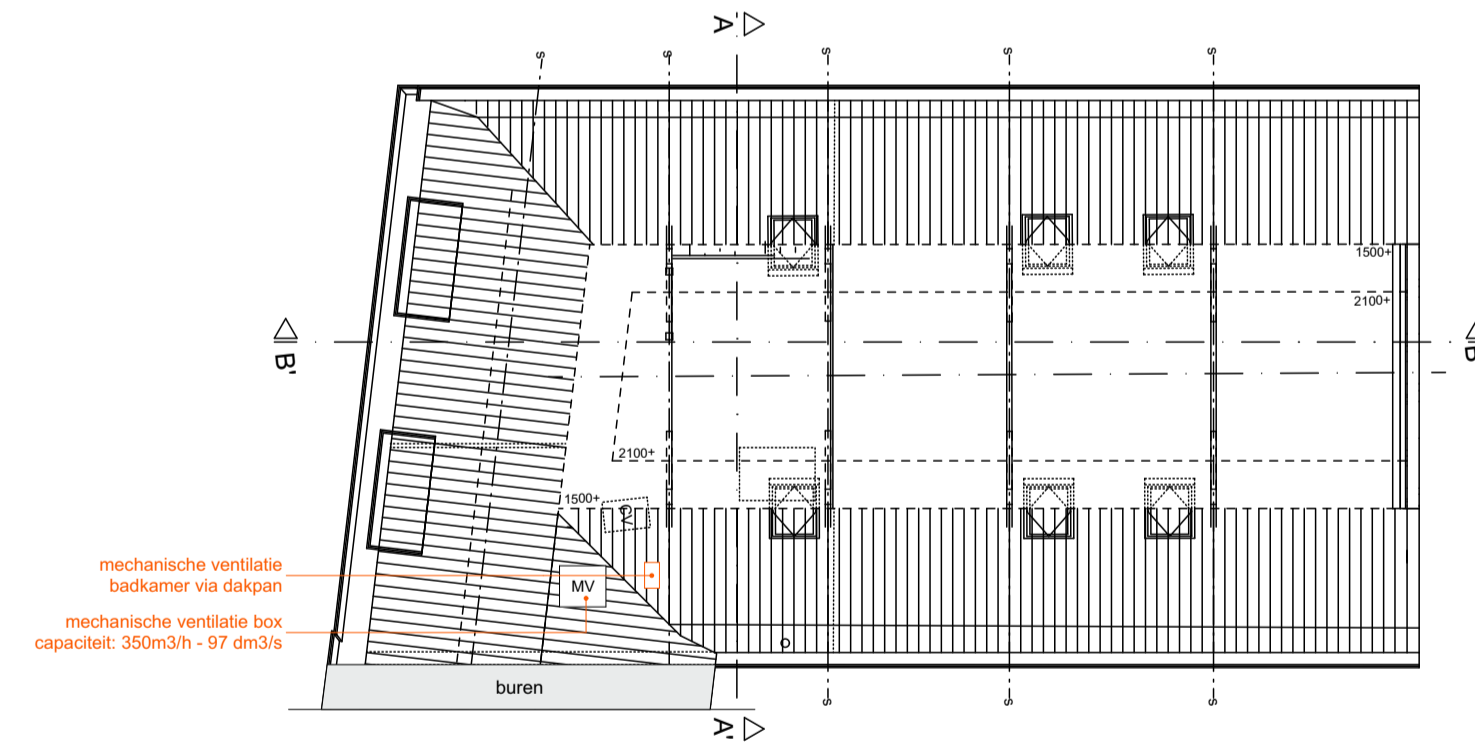 A'
s
s
s
s
s
1500+
2100+
B'
B
2100+
1500+
CV
mechanische ventilatie
badkamer via dakpan
MV
mechanische ventilatie box
capaciteit: 350m3/h - 97 dm3/s
buren
s
s
s
A'